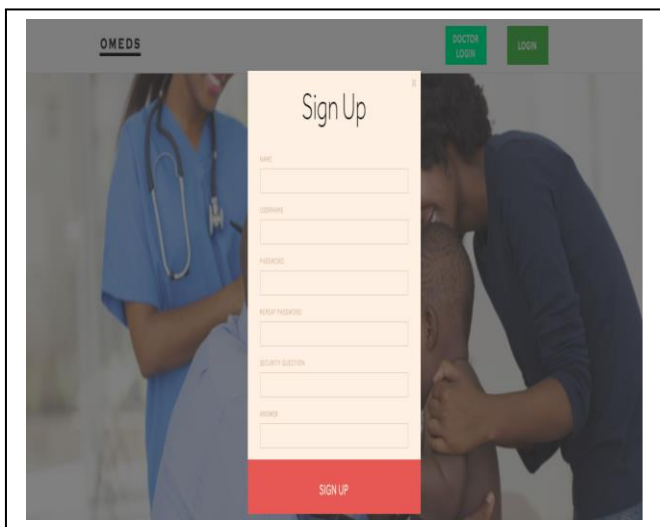 OMEDS
DOCTOR
LOGIN
LOGIN
Sign Up
NAME
USERNAME
PASSWORD
REPEAT PASSWORD
SECURITY QUESTION
ANSWER
SIGN UP